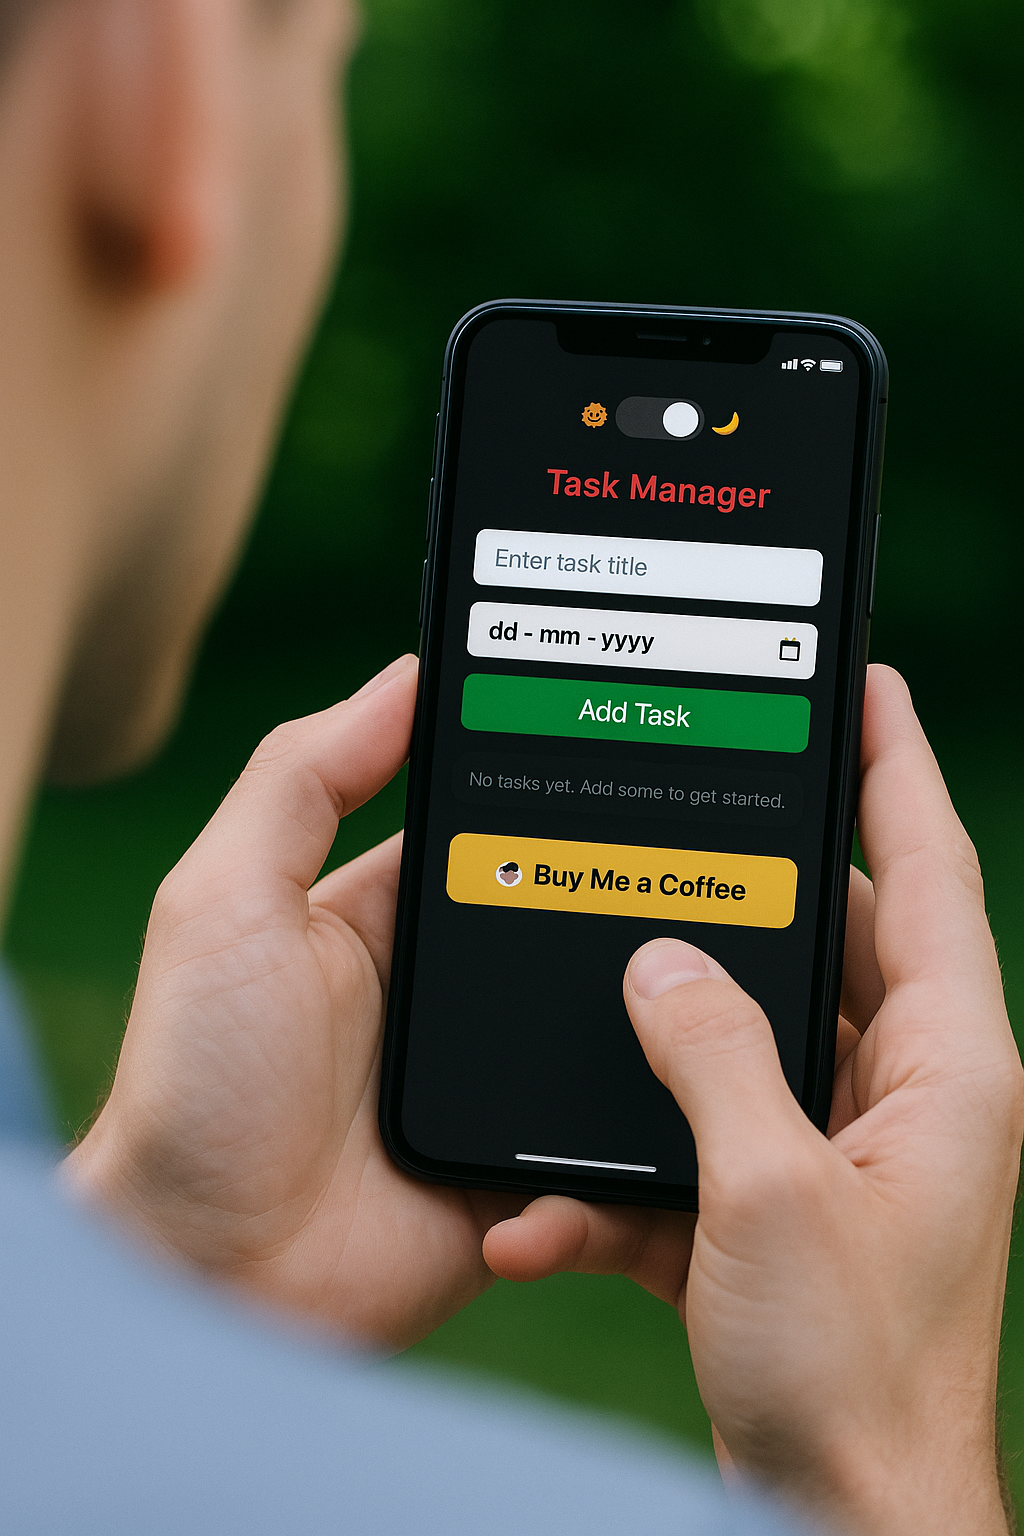 Task Manager
Enter task title
dd - mm - yyyy
Add Task
No tasks yet. Add some to get started.
Buy Me a Coffee